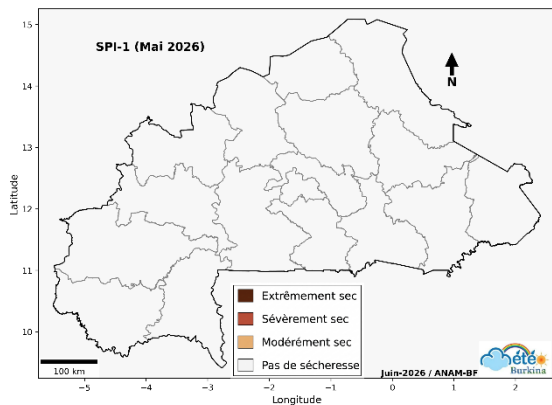 SPI-1 (Mai 2026)
N
15
14
13
12
11
10
Latitude
Extrêmement sec
Sévèrement sec
Modérément sec
Pas de sécheresse
100 km
Juin-2026 / ANAM-BF
Météo
Burkina
−5 −4 −3 −2 −1 0 1 2
Longitude